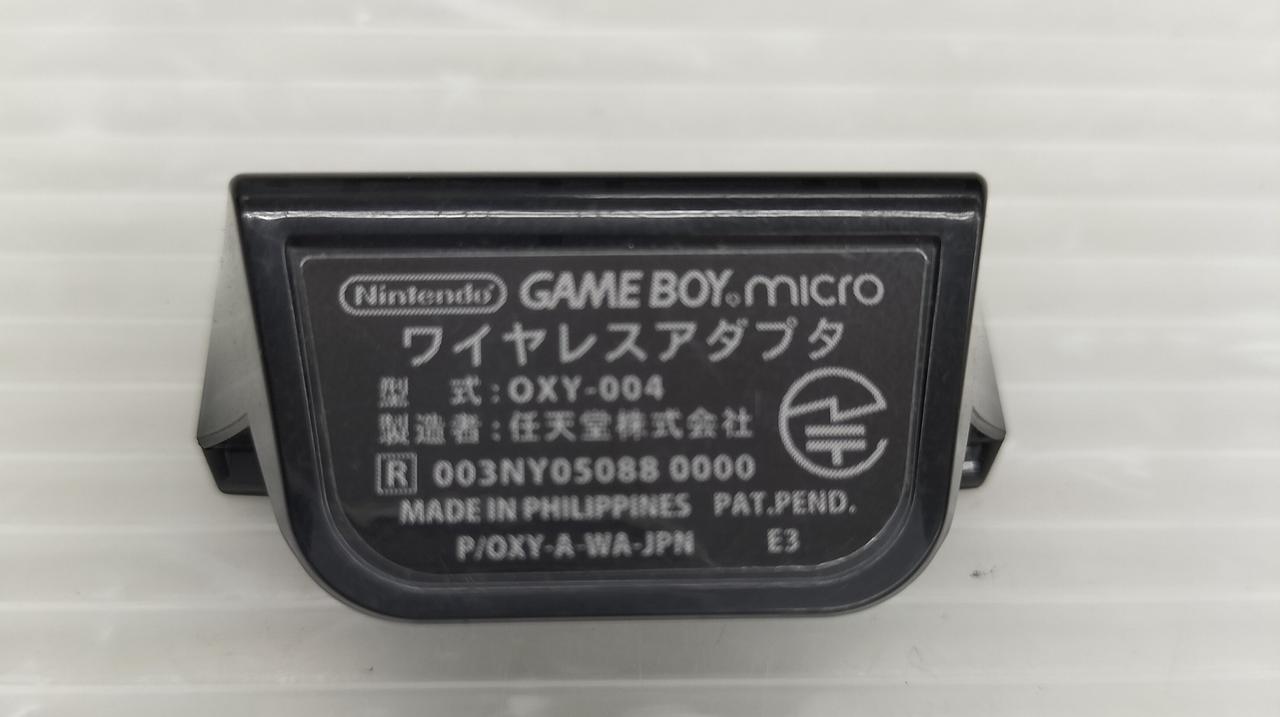 Nintendo GAME BOY micro
ワイヤレスアダプタ
型 式:OXY-004
製造者:任天堂株式会社
R 003NY05088 0000
MADE IN PHILIPPINES PAT.PEND.
P/OXY-A-WA-JPN E3